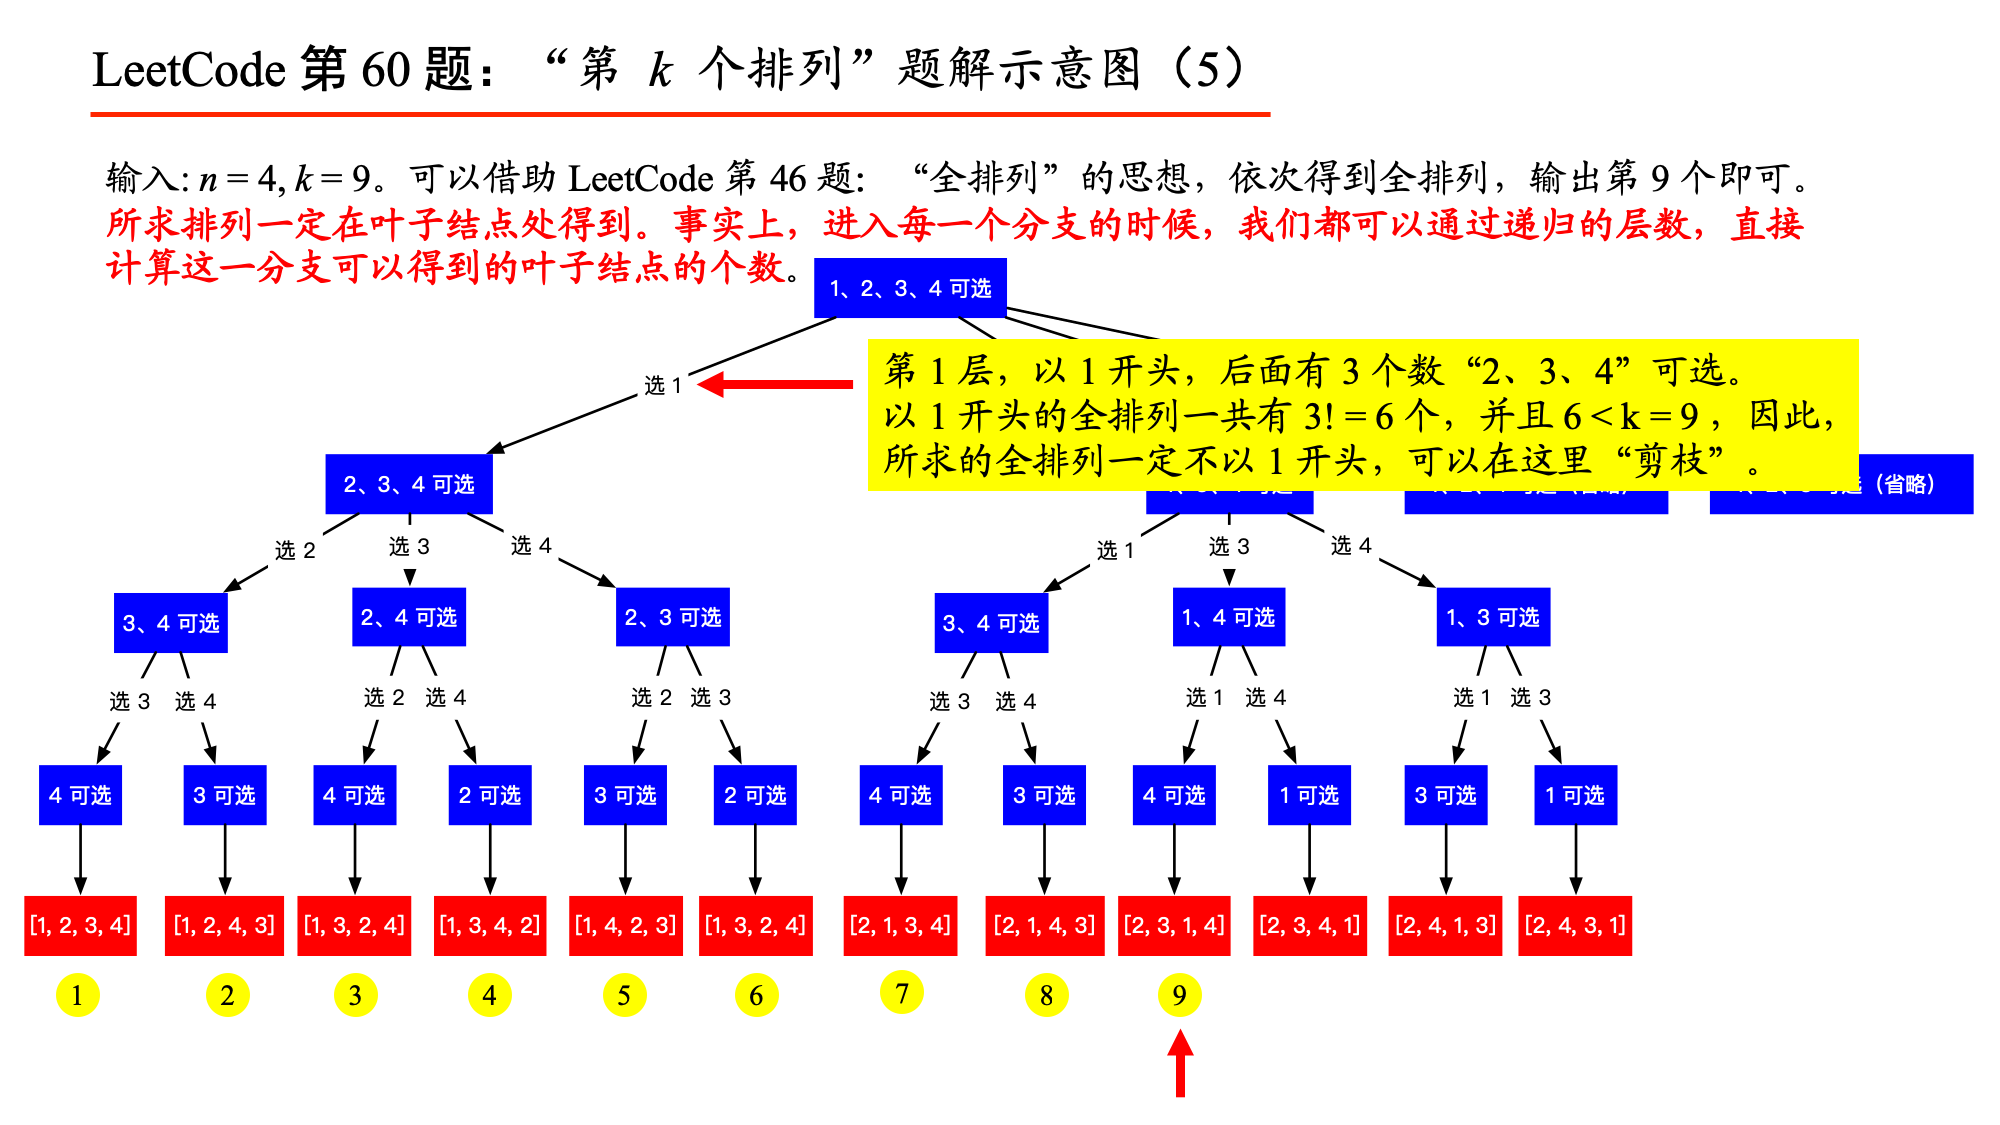 LeetCode 第 60 题：“第 k 个排列”题解示意图（5）
输入: n = 4, k = 9。可以借助 LeetCode 第 46 题：“全排列”的思想，依次得到全排列，输出第 9 个即可。
所求排列一定在叶子结点处得到。事实上，进入每一个分支的时候，我们都可以通过递归的层数，直接
计算这一分支可以得到的叶子结点的个数。
1、2、3、4 可选
第 1 层，以 1 开头，后面有 3 个数“2、3、4”可选。
以 1 开头的全排列一共有 3! = 6 个，并且 6 < k = 9 ，因此，
所求的全排列一定不以 1 开头，可以在这里“剪枝”。
选 1
2、3、4 可选
（省略）
选 2 选 3 选 4 选 1 选 3 选 4
3、4 可选 2、4 可选 2、3 可选 3、4 可选 1、4 可选 1、3 可选
选 3 选 4 选 2 选 4 选 2 选 3 选 3 选 4 选 1 选 4 选 1 选 3
4 可选 3 可选 4 可选 2 可选 3 可选 2 可选 4 可选 3 可选 4 可选 1 可选 3 可选 1 可选
[1, 2, 3, 4] [1, 2, 4, 3] [1, 3, 2, 4] [1, 3, 4, 2] [1, 4, 2, 3] [1, 3, 2, 4] [2, 1, 3, 4] [2, 1, 4, 3] [2, 3, 1, 4] [2, 3, 4, 1] [2, 4, 1, 3] [2, 4, 3, 1]
1 2 3 4 5 6 7 8 9